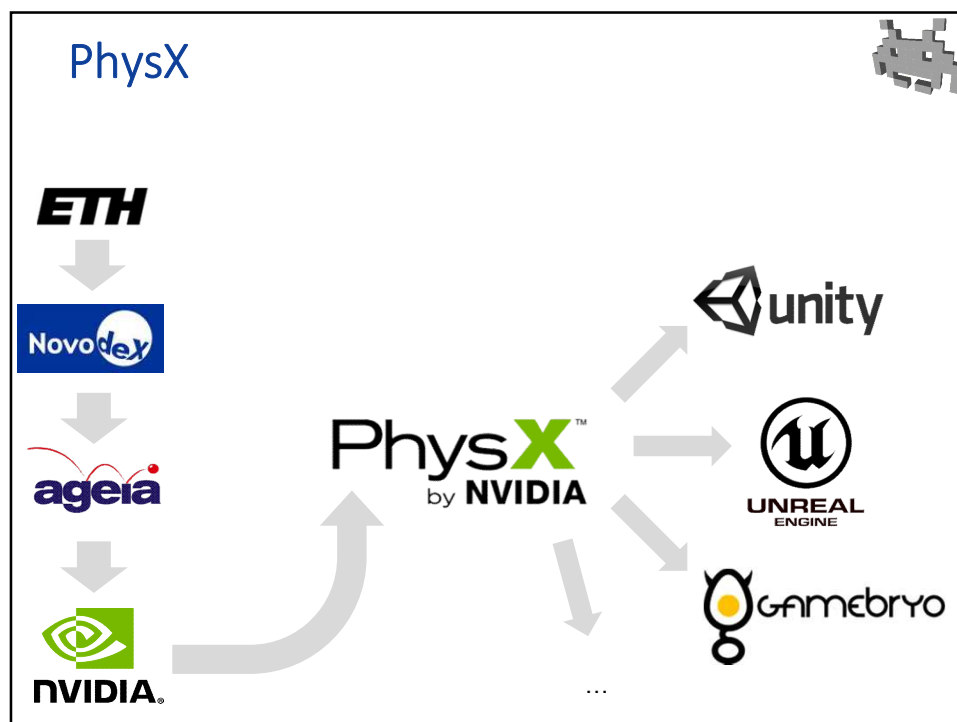 PhysX
ETH
NovodeX
ageia
nVIDIA®
PhysX™
by NVIDIA
unity
UNREAL
ENGINE
GAMEbryo
...